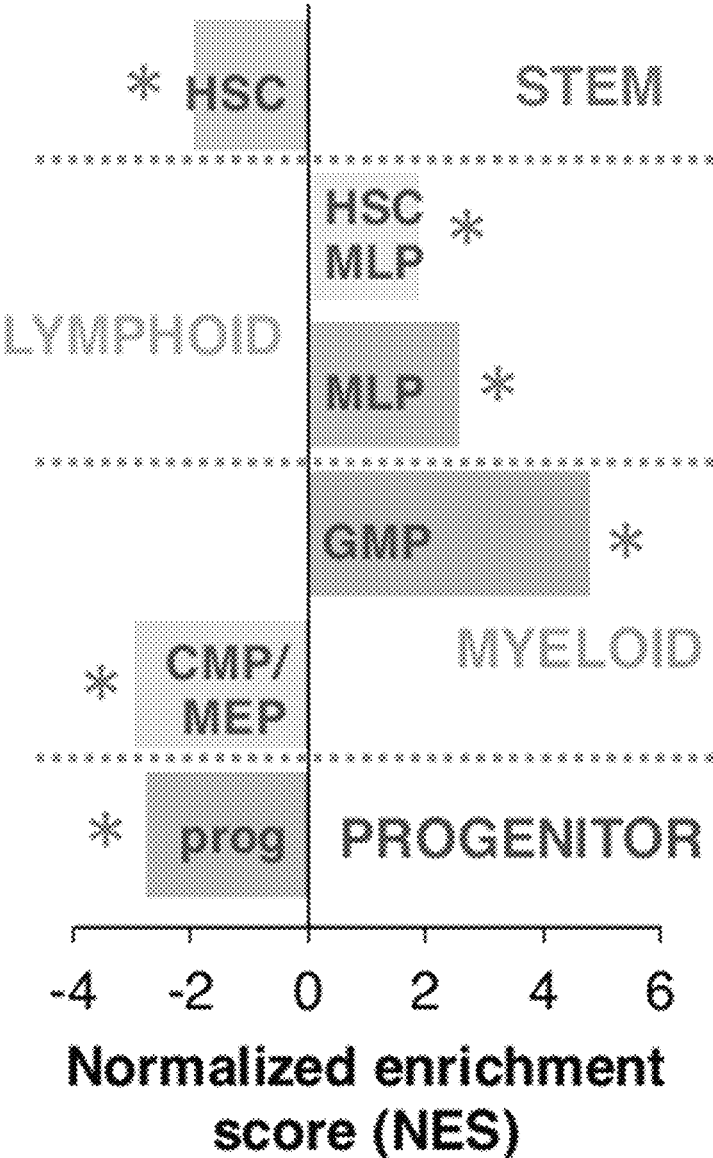 * HSC STEM
HSC
MLP *
LYMPHOID
MLP *
GMP *
MYELOID
* CMP/
MEP
* prog PROGENITOR
-4 -2 0 2 4 6
Normalized enrichment
score (NES)